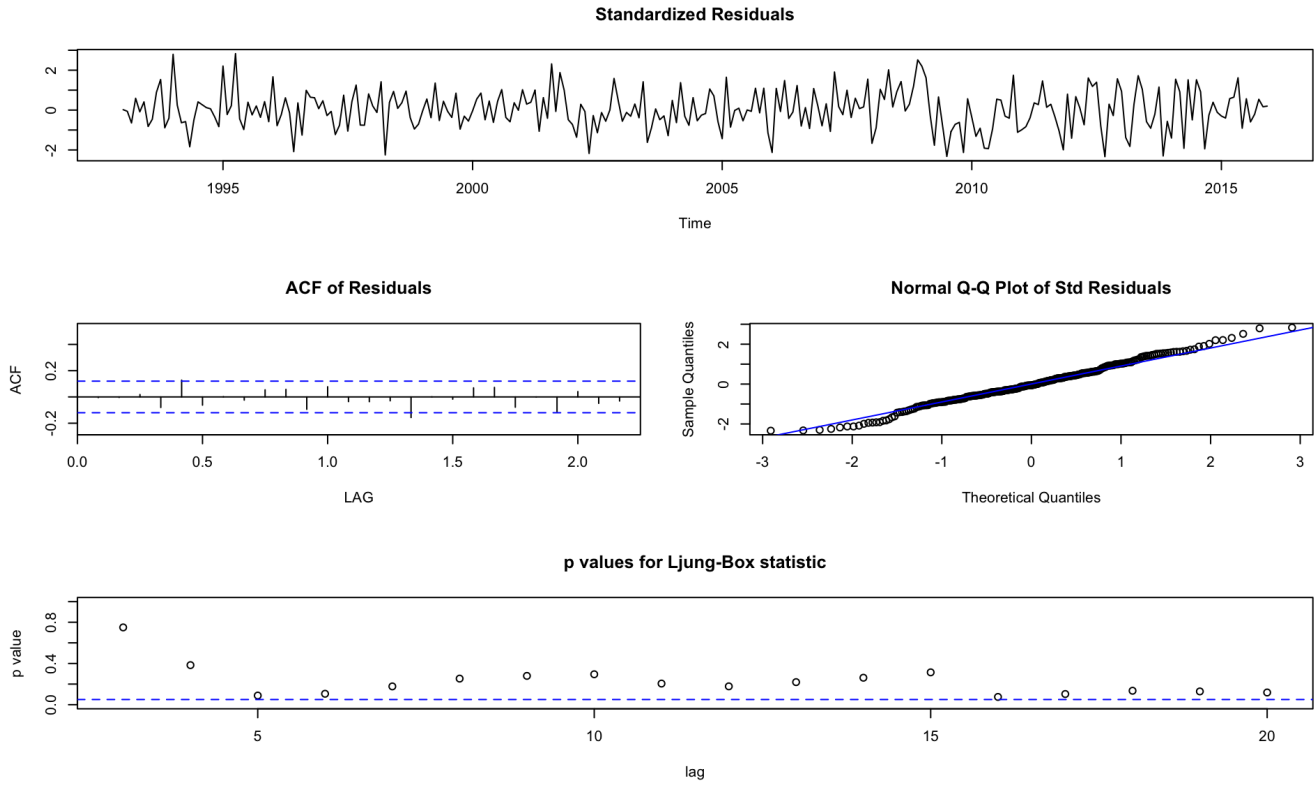 Standardized Residuals
2
0
-2
1995 2000 2005 2010 2015
Time
ACF of Residuals
ACF
0.2
-0.2
0.0 0.5 1.0 1.5 2.0
LAG
Normal Q-Q Plot of Std Residuals
Sample Quantiles
2
0
-2
-3 -2 -1 0 1 2 3
Theoretical Quantiles
p values for Ljung-Box statistic
p value
0.8
0.4
0.0
5 10 15 20
lag